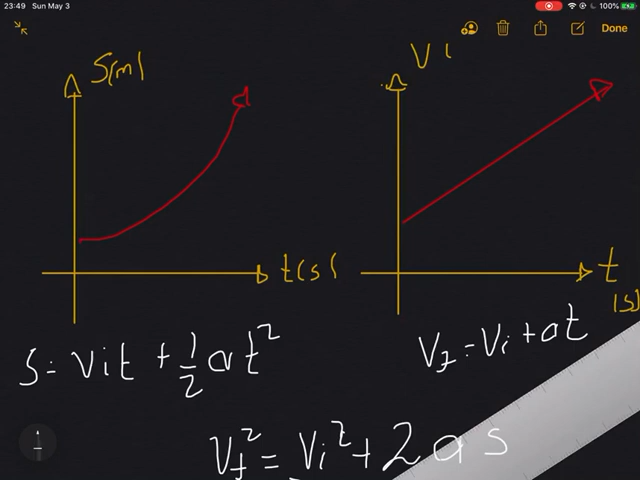 23:49 Sun May 3
100%
Done
S(m)
t(s)
V(
t
(s)
S = Vit + 1/2 at²
Vf = Vi + at
Vf² = Vi² + 2as